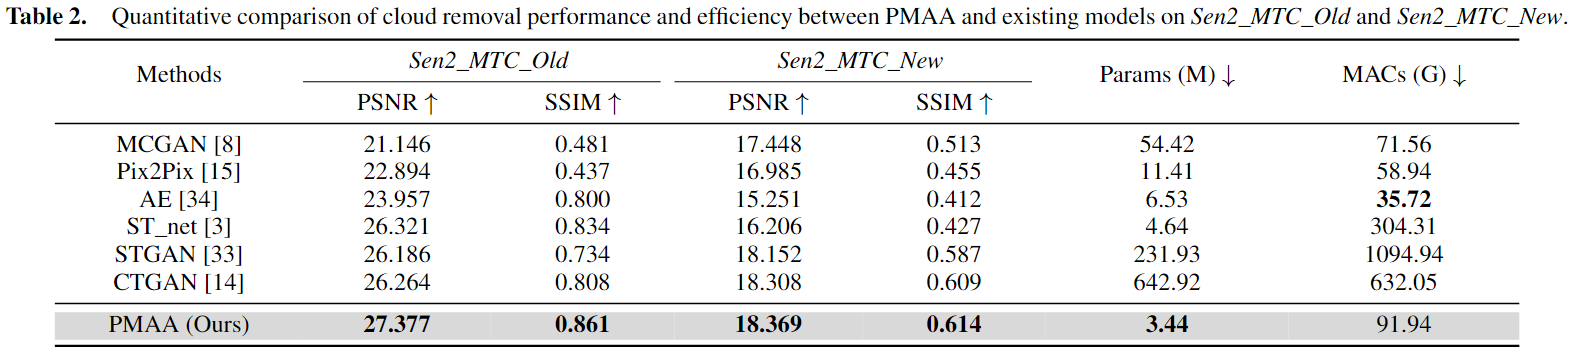 Table 2. Quantitative comparison of cloud removal performance and efficiency between PMAA and existing models on Sen2_MTC_Old and Sen2_MTC_New.
Methods Sen2_MTC_Old Sen2_MTC_New Params (M) ↓ MACs (G) ↓
PSNR ↑ SSIM ↑ PSNR ↑ SSIM ↑
MCGAN [8] 21.146 0.481 17.448 0.513 54.42 71.56
Pix2Pix [15] 22.894 0.437 16.985 0.455 11.41 58.94
AE [34] 23.957 0.800 15.251 0.412 6.53 35.72
ST_net [3] 26.321 0.834 16.206 0.427 4.64 304.31
STGAN [33] 26.186 0.734 18.152 0.587 231.93 1094.94
CTGAN [14] 26.264 0.808 18.308 0.609 642.92 632.05
PMAA (Ours) 27.377 0.861 18.369 0.614 3.44 91.94